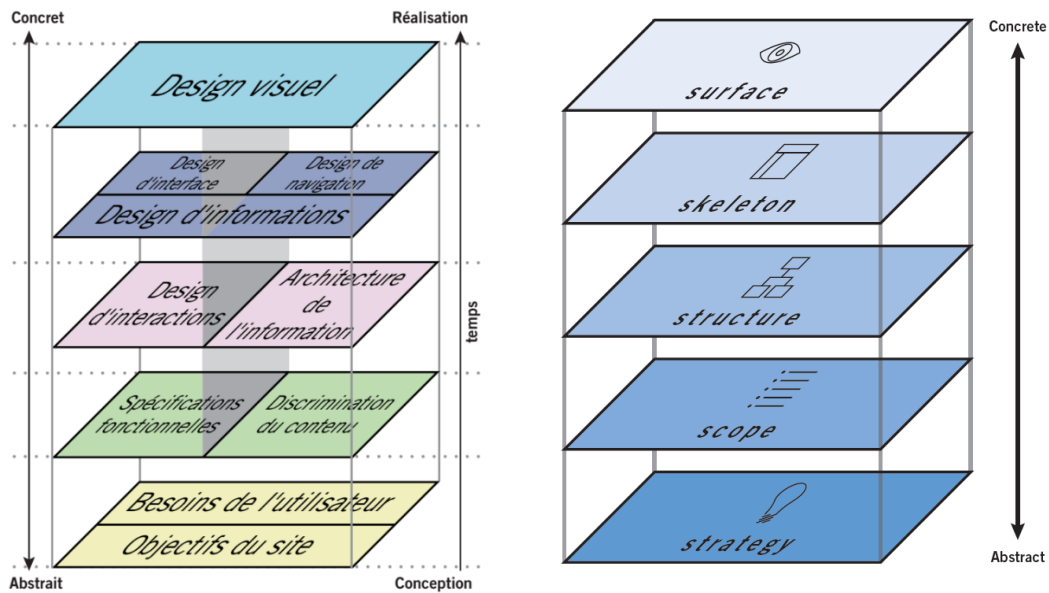 Concret
Réalisation
Design visuel
Design
d'interface
Design de
navigation
Design d'informations
Design
d'interactions
Architecture
de
l'information
temps
Spécifications
fonctionnelles
Discrimination
du contenu
Besoins de l'utilisateur
Objectifs du site
Abstrait
Conception
Concrete
surface
skeleton
structure
scope
strategy
Abstract